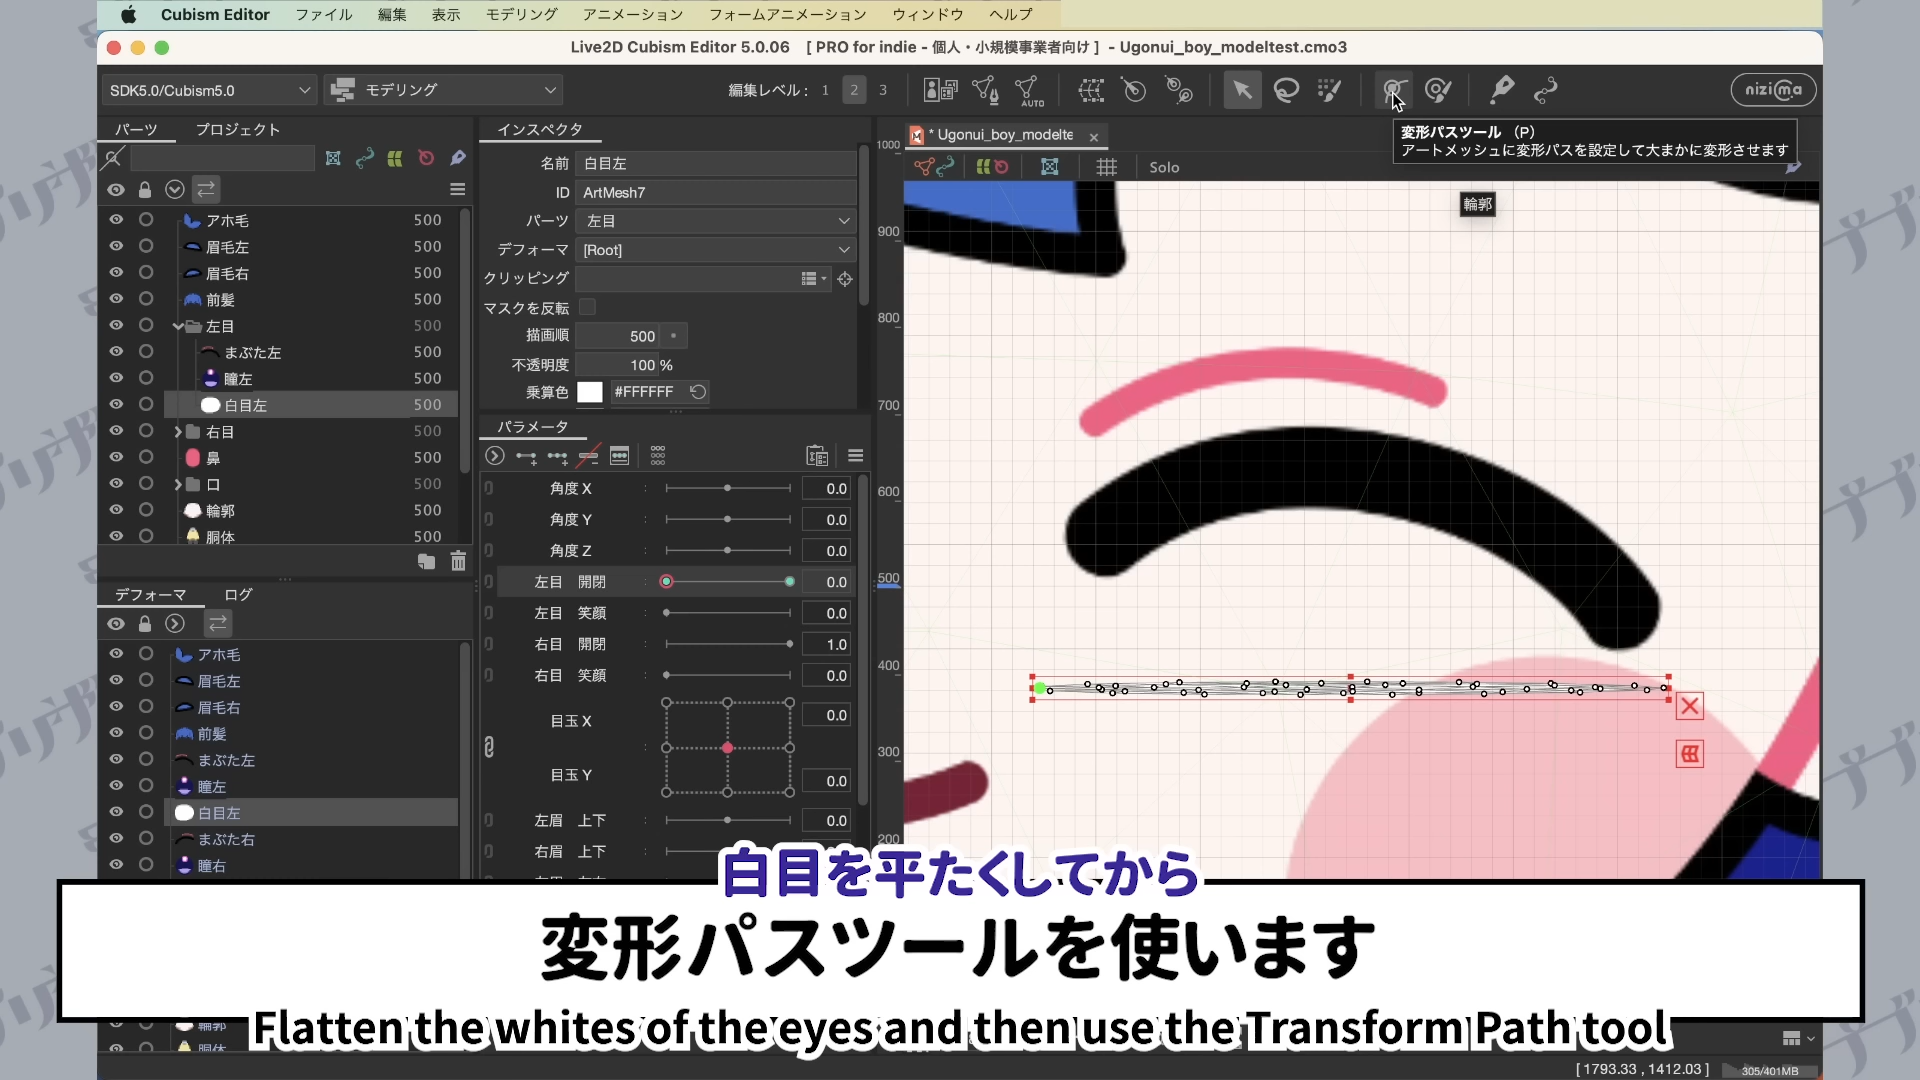 Cubism Editor ファイル 編集 表示 モデリング アニメーション フォームアニメーション ウィンドウ ヘルプ
Live2D Cubism Editor 5.0.06 [ PRO for indie - 個人・小規模事業者向け ] - Ugonui_boy_modeltest.cmo3
SDK5.0/Cubism5.0 モデリング 編集レベル： 1 2 3 AUTO nizima
変形パスツール （P）
アートメッシュに変形パスを設定して大まかに変形させます
パーツ プロジェクト
アホ毛 500
眉毛左 500
眉毛右 500
前髪 500
左目 500
まぶた左 500
瞳左 500
白目左 500
右目 500
鼻 500
口 500
輪郭 500
胴体 500
デフォーマ ログ
アホ毛
眉毛左
眉毛右
前髪
まぶた左
瞳左
白目左
まぶた右
瞳右
輪郭
胴体
インスペクタ
名前 白目左
ID ArtMesh7
パーツ 左目
デフォーマ [Root]
クリッピング
マスクを反転
描画順 500
不透明度 100 %
乗算色 #FFFFFF
パラメータ
角度 X : 0.0
角度 Y : 0.0
角度 Z : 0.0
左目 開閉 : 0.0
左目 笑顔 : 0.0
右目 開閉 : 1.0
右目 笑顔 : 0.0
目玉 X 0.0
目玉 Y 0.0
左眉 上下 : 0.0
右眉 上下 :
* Ugonui_boy_modelte
Solo
輪郭
1000
900
800
700
600
500
400
300
200
白目を平たくしてから
変形パスツールを使います
Flatten the whites of the eyes and then use the Transform Path tool
[ 1793.33 , 1412.03 ] 305/401MB